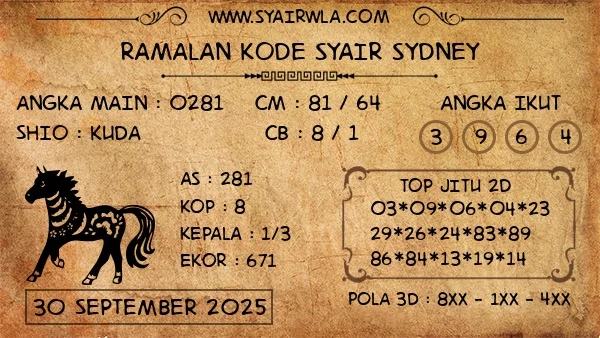 WWW.SYAIRWLA.COM
RAMALAN KODE SYAIR SYDNEY
ANGKA MAIN : 0281 CM : 81 / 64 ANGKA IKUT
SHIO : KUDA CB : 8 / 1 3 9 6 4
AS : 281
KOP : 8
KEPALA : 1/3
EKOR : 671
TOP JITU 2D
03*09*06*04*23
29*26*24*83*89
86*84*13*19*14
30 SEPTEMBER 2025
POLA 3D : 8XX - 1XX - 4XX